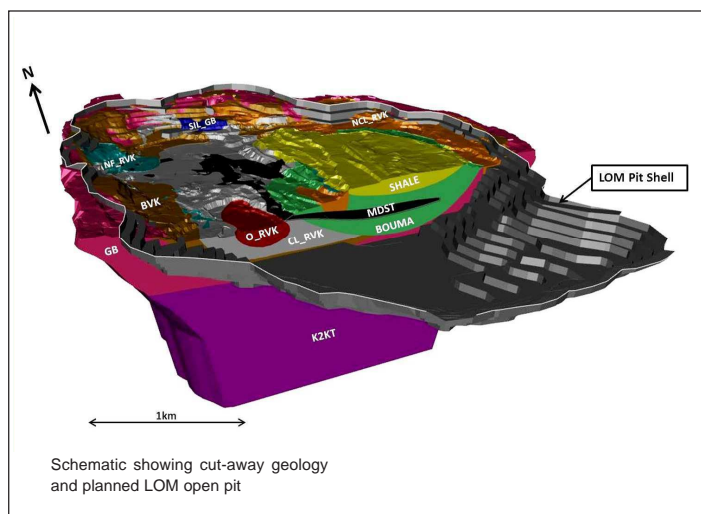 N
SIL_GB
NCL_RVK
NF_RVK
LOM Pit Shell
SHALE
BVK
MDST
O_RVK
BOUMA
CL_RVK
GB
K2KT
1km
Schematic showing cut-away geology
and planned LOM open pit